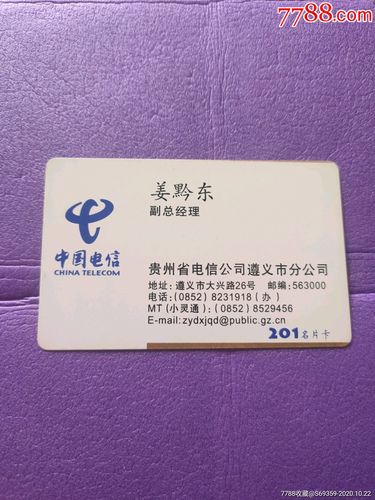 7788.com
姜黔东
副总经理
中国电信
CHINA TELECOM
贵州省电信公司遵义市分公司
地址: 遵义市大兴路26号 邮编:563000
电话:(0852) 8231918 ( 办 )
MT (小灵通) : (0852) 8529456
E-mail:zydxjqd@public.gz.cn
201名片卡
7788收藏@S69359-2020.10.22